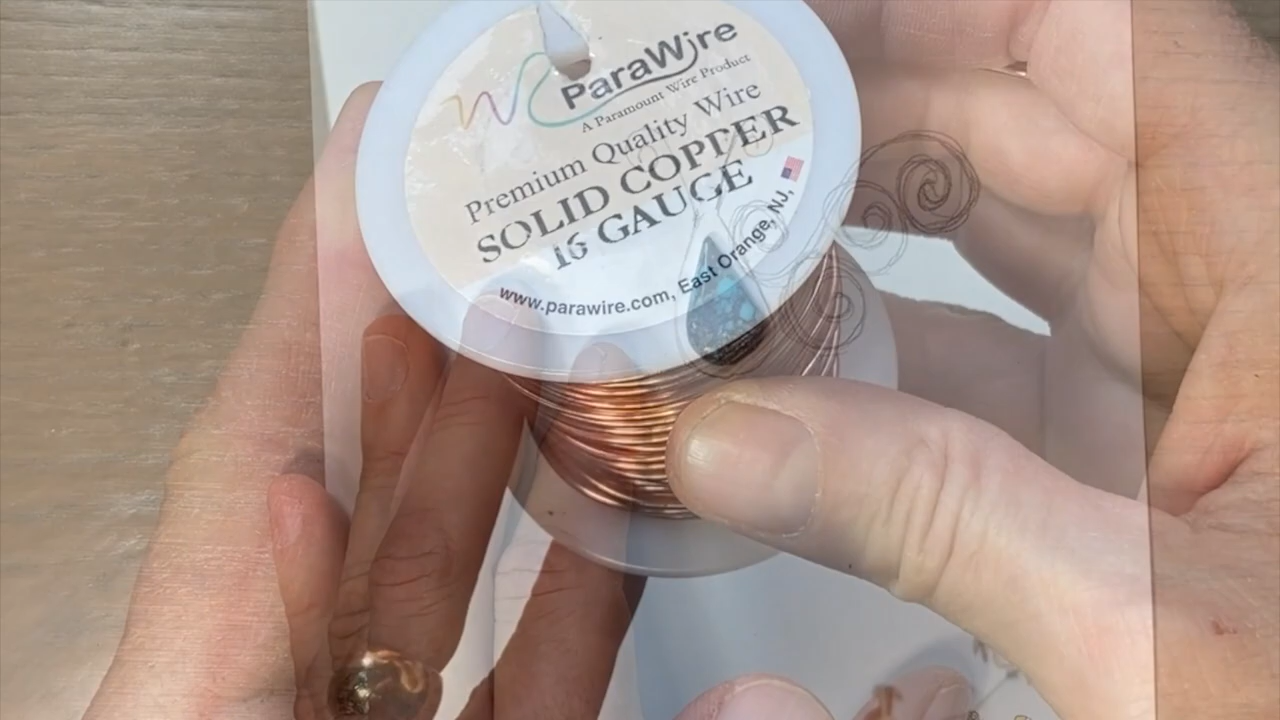 ParaWire
A Paramount Wire Product
Premium Quality Wire
SOLID COPPER
16 GAUGE
www.parawire.com, East Orange, NJ,